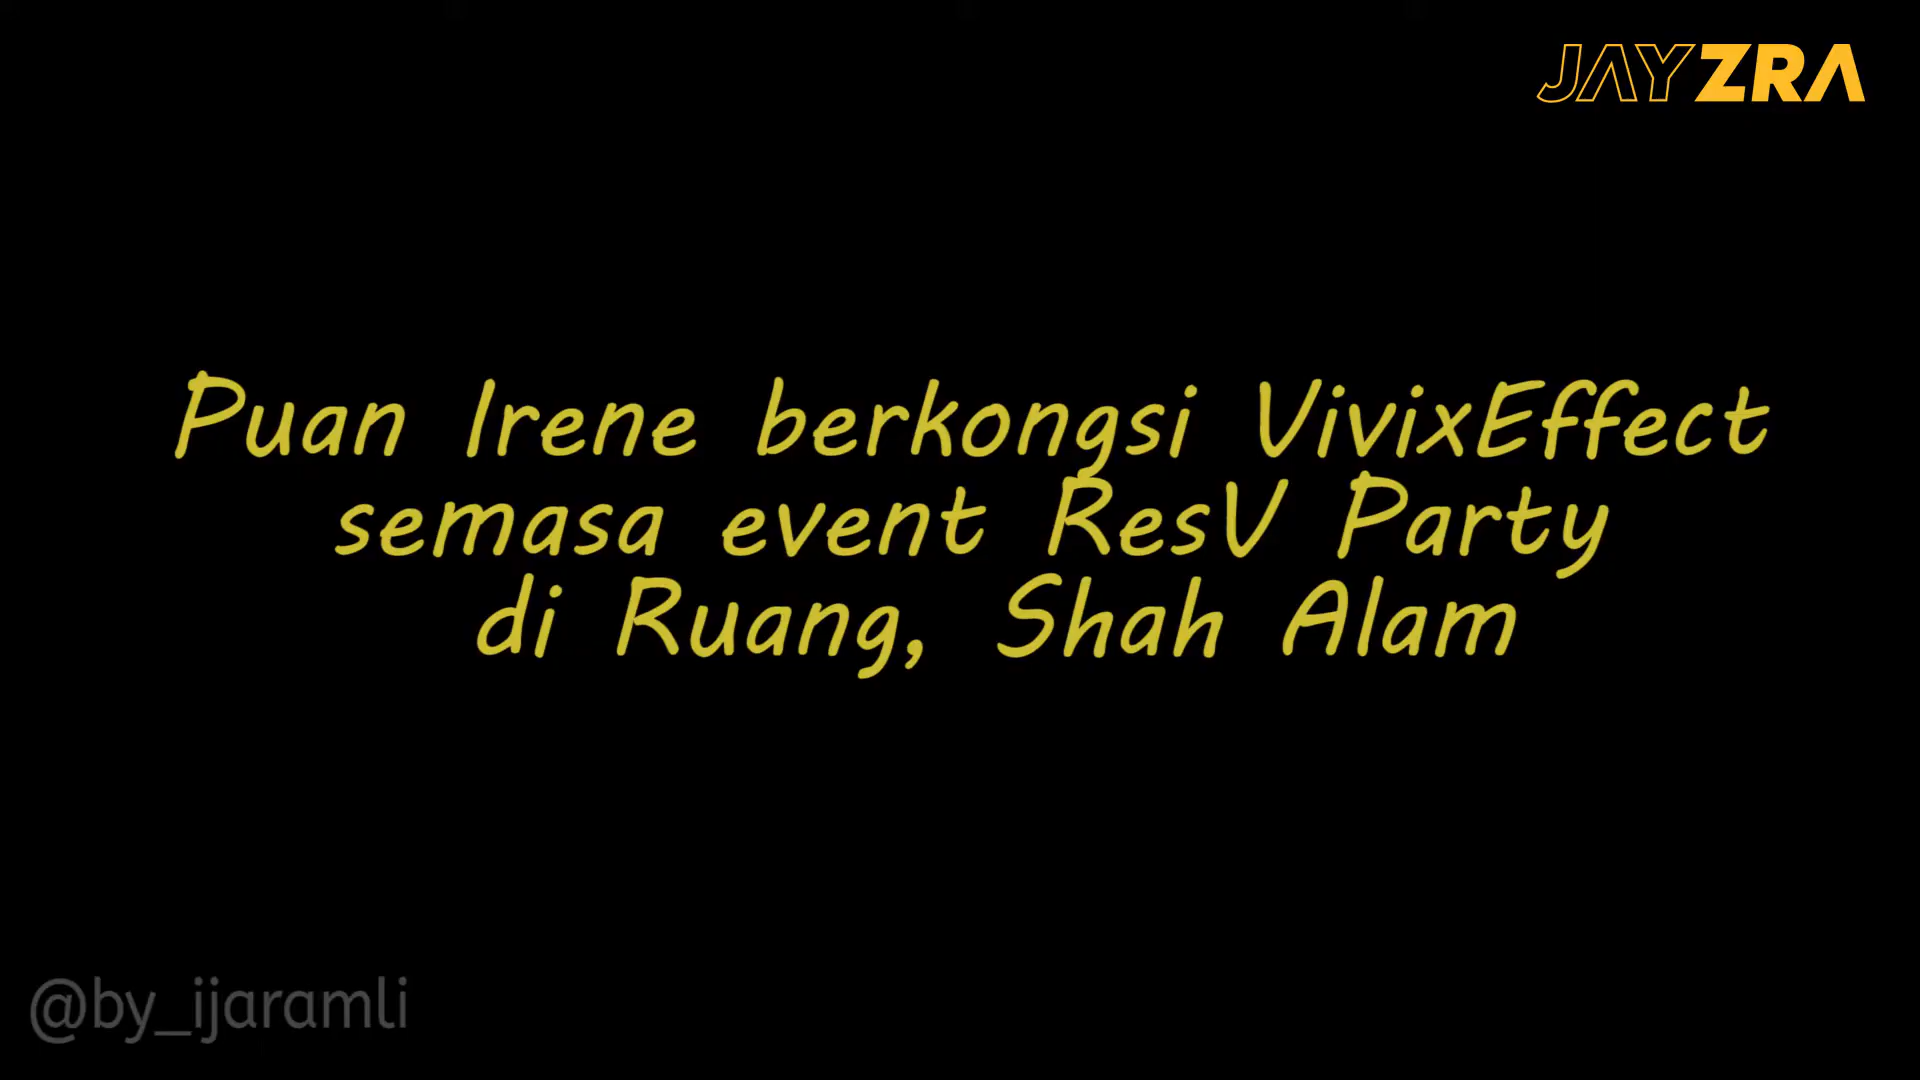 JAYZRA
Puan Irene berkongsi VivixEffect
semasa event ResV Party
di Ruang, Shah Alam
@by_ijaramli